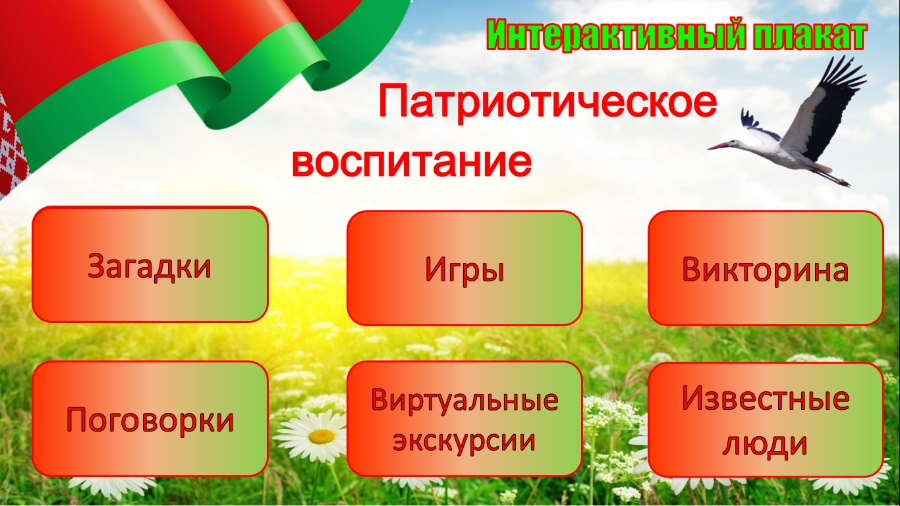 Интерактивный плакат
Патриотическое
воспитание
Загадки
Игры
Викторина
Поговорки
Виртуальные
экскурсии
Известные
люди